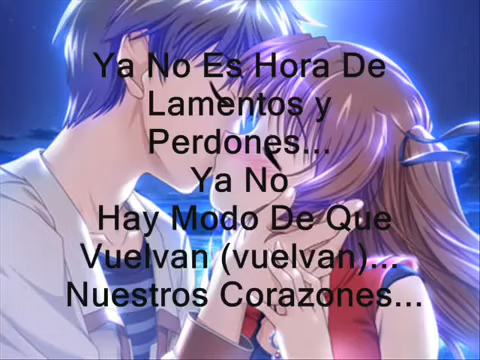 Ya No Es Hora De
Lamentos y
Perdones...
Ya No
Hay Modo De Que
Vuelvan (vuelvan)...
Nuestros Corazones...